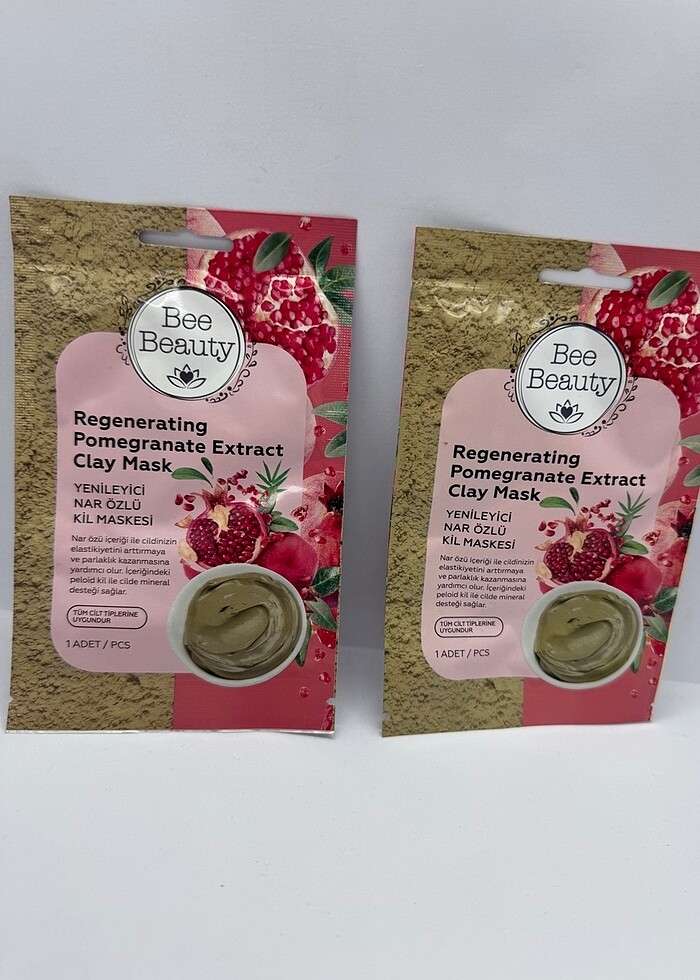 Bee
Beauty
Regenerating
Pomegranate Extract
Clay Mask
YENİLEYİCİ
NAR ÖZLÜ
KİL MASKESİ
Nar özü içeriği ile cildinizin
elastikiyetini arttırmaya
ve parlaklık kazanmasına
yardımcı olur. İçeriğindeki
peloid kil ile cilde mineral
desteği sağlar.
TÜM CİLT TİPLERİNE
UYGUNDUR
1 ADET / PCS
Bee
Beauty
Regenerating
Pomegranate Extract
Clay Mask
YENİLEYİCİ
NAR ÖZLÜ
KİL MASKESİ
Nar özü içeriği ile cildinizin
elastikiyetini arttırmaya
ve parlaklık kazanmasına
yardımcı olur. İçeriğindeki
peloid kil ile cilde mineral
desteği sağlar.
TÜM CİLT TİPLERİNE
UYGUNDUR
1 ADET / PCS